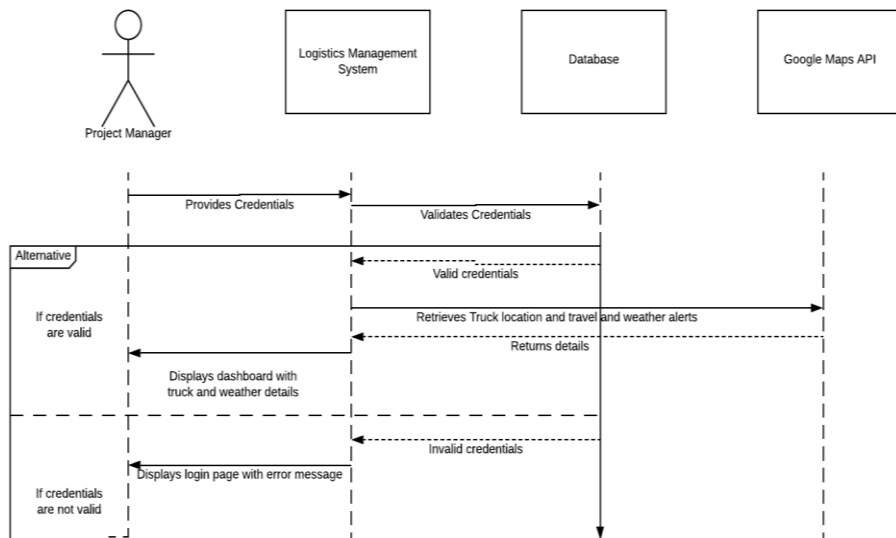 Logistics Management
System
Database
Google Maps API
Project Manager
Provides Credentials
Validates Credentials
Alternative
Valid credentials
If credentials
are valid
Retrieves Truck location and travel and weather alerts
Returns details
Displays dashboard with
truck and weather details
Invalid credentials
Displays login page with error message
If credentials
are not valid